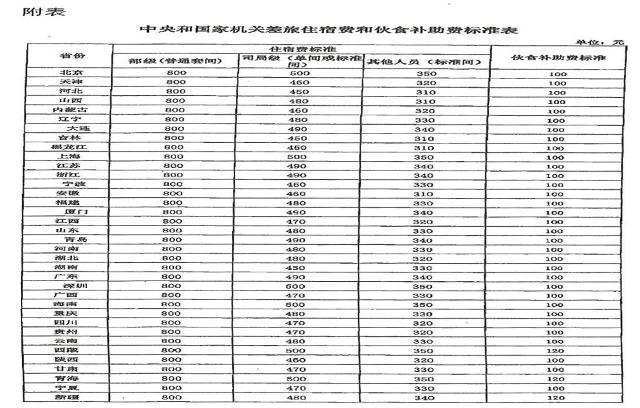 附表
中央和国家机关差旅住宿费和伙食补助费标准表
单位：元
省份 住宿费标准 伙食补助费标准
部级（普通套间） 司局级（单间或标准间） 其他人员（标准间）
北京 800 500 350 100
天津 800 450 320 100
河北 800 450 310 100
山西 800 480 310 100
内蒙古 800 460 320 100
辽宁 800 480 330 100
大连 800 490 340 100
吉林 800 450 310 100
黑龙江 800 450 310 100
上海 800 500 350 100
江苏 800 490 340 100
浙江 800 490 340 100
宁波 800 450 330 100
安徽 800 460 310 100
福建 800 480 330 100
厦门 800 490 340 100
江西 800 470 320 100
山东 800 480 330 100
青岛 800 490 340 100
河南 800 480 330 100
湖北 800 480 320 100
湖南 800 450 330 100
广东 800 490 340 100
深圳 800 500 350 100
广西 800 470 330 100
海南 800 500 350 100
重庆 800 480 330 100
四川 800 470 320 100
贵州 800 470 320 100
云南 800 480 330 100
西藏 800 500 350 120
陕西 800 460 320 100
甘肃 800 470 330 100
青海 800 500 350 120
宁夏 800 470 330 100
新疆 800 480 340 120